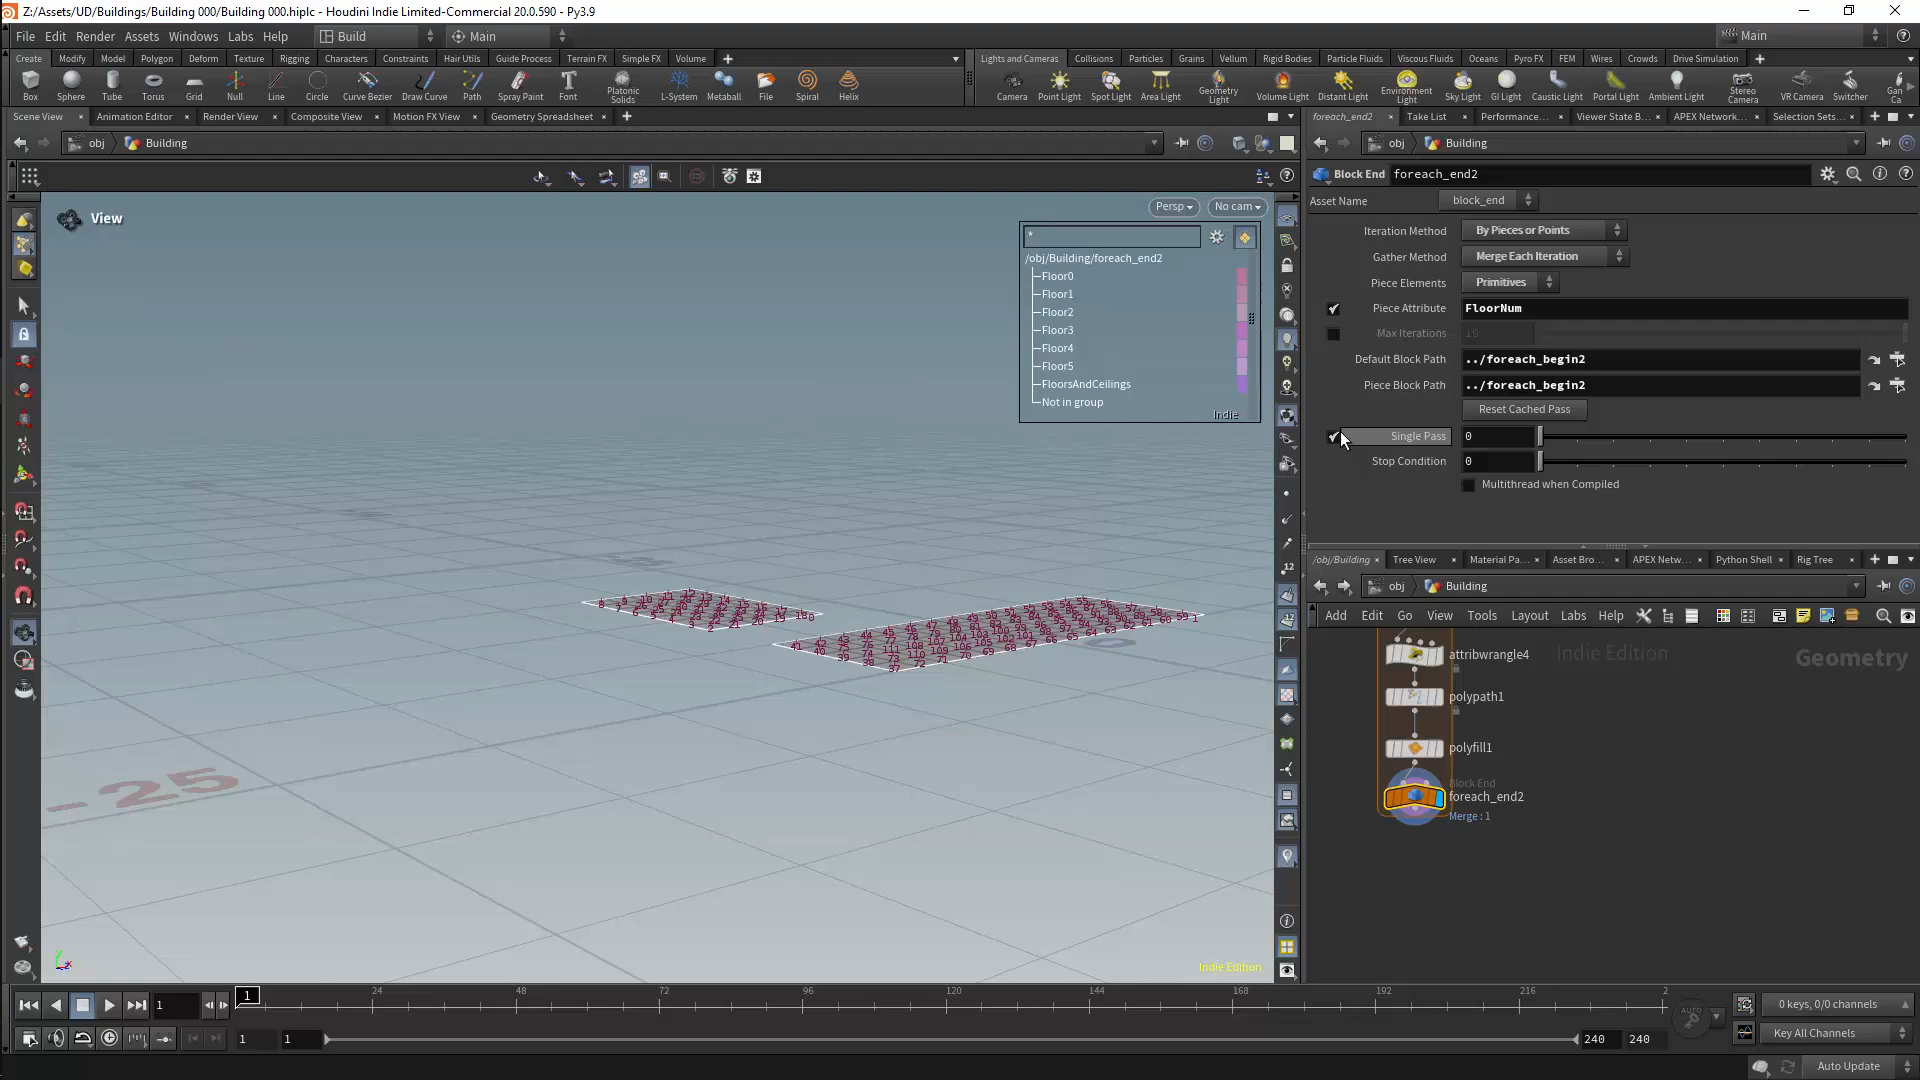 Z:/Assets/UD/Buildings/Building 000/Building 000.hiplc - Houdini Indie Limited-Commercial 20.0.590 - Py3.9
File Edit Render Assets Windows Labs Help Build Main Main
Create Modify Model Polygon Deform Texture Rigging Characters Constraints Hair Utils Guide Process Terrain FX Simple FX Volume
Lights and Cameras Collisions Particles Grains Vellum Rigid Bodies Particle Fluids Viscous Fluids Oceans Pyro FX FEM Wires Crowds Drive Simulation
Box Sphere Tube Torus Grid Null Line Circle Curve Bezier Draw Curve Path Spray Paint Font Platonic Solids L-System Metaball File Spiral Helix
Camera Point Light Spot Light Area Light Geometry Light Volume Light Distant Light Environment Light Sky Light GI Light Caustic Light Portal Light Ambient Light Stereo Camera VR Camera Switcher Gan Ca
Scene View Animation Editor Render View Composite View Motion FX View Geometry Spreadsheet
foreach_end2 Take List Performance... Viewer State B... APEX Network... Selection Sets...
obj Building
obj Building
Block End foreach_end2
Asset Name block_end
View
Persp No cam
*
/obj/Building/foreach_end2
Floor0
Floor1
Floor2
Floor3
Floor4
Floor5
FloorsAndCeilings
Not in group
Indie
Iteration Method By Pieces or Points
Gather Method Merge Each Iteration
Piece Elements Primitives
Piece Attribute FloorNum
Max Iterations 10
Default Block Path ../foreach_begin2
Piece Block Path ../foreach_begin2
Reset Cached Pass
Single Pass 0
Stop Condition 0
Multithread when Compiled
-25
0
Indie Edition
/obj/Building Tree View Material Pa... Asset Bro... APEX Netw... Python Shell Rig Tree
obj Building
Add Edit Go View Tools Layout Labs Help
Indie Edition
Geometry
attribwrangle4
polypath1
polyfill1
Block End
foreach_end2
Merge : 1
1 1 24 48 72 96 120 144 168 192 216 2
0 keys, 0/0 channels
AUTO
1 1 240 240
Key All Channels
Auto Update